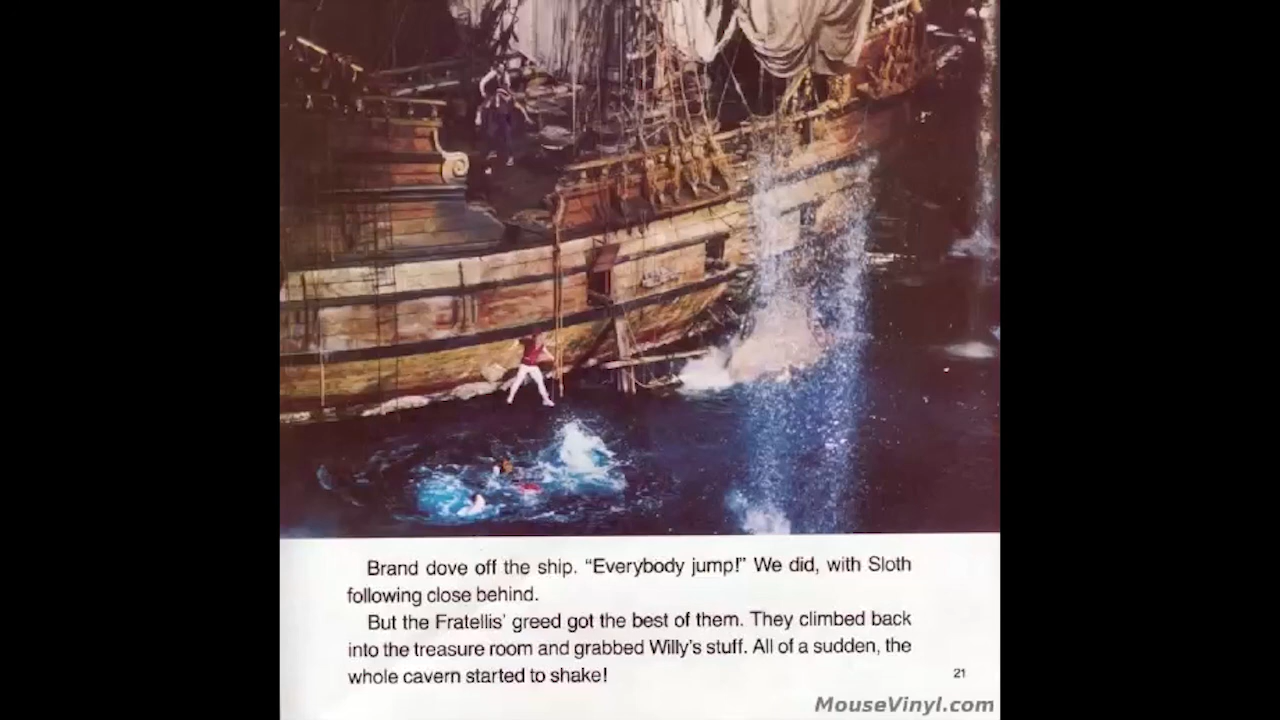 Brand dove off the ship. “Everybody jump!” We did, with Sloth
following close behind.
But the Fratellis’ greed got the best of them. They climbed back
into the treasure room and grabbed Willy’s stuff. All of a sudden, the
whole cavern started to shake!
21
MouseVinyl.com